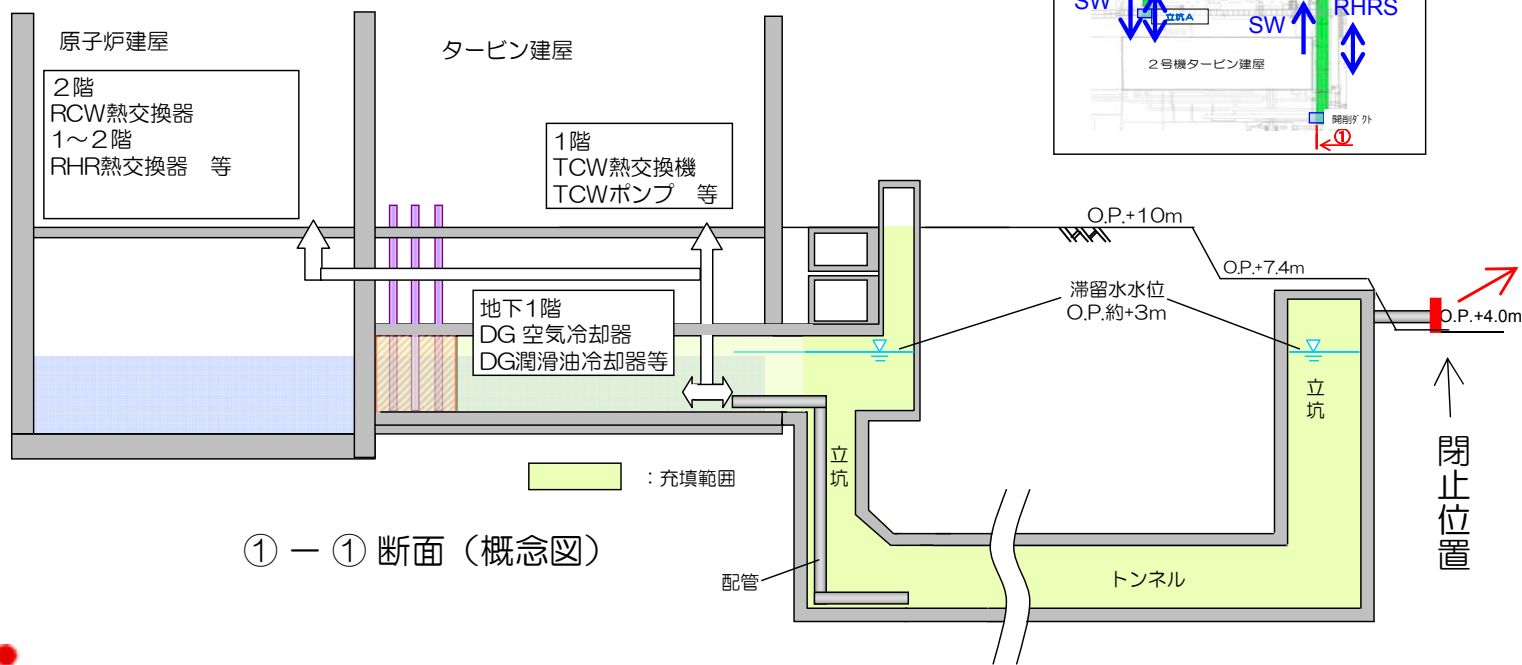 原子炉建屋
2階
RCW熱交換器
1～2階
RHR熱交換器　等
タービン建屋
1階
TCW熱交換機
TCWポンプ　等
地下1階
DG 空気冷却器
DG潤滑油冷却器等
SW
立坑A
SW
RHRS
2号機タービン建屋
開削ダクト
①
O.P.+10m
O.P.+7.4m
O.P.+4.0m
滞留水水位
O.P.約+3m
立坑
立坑
閉止位置
：充填範囲
① － ① 断面（概念図）
配管
トンネル